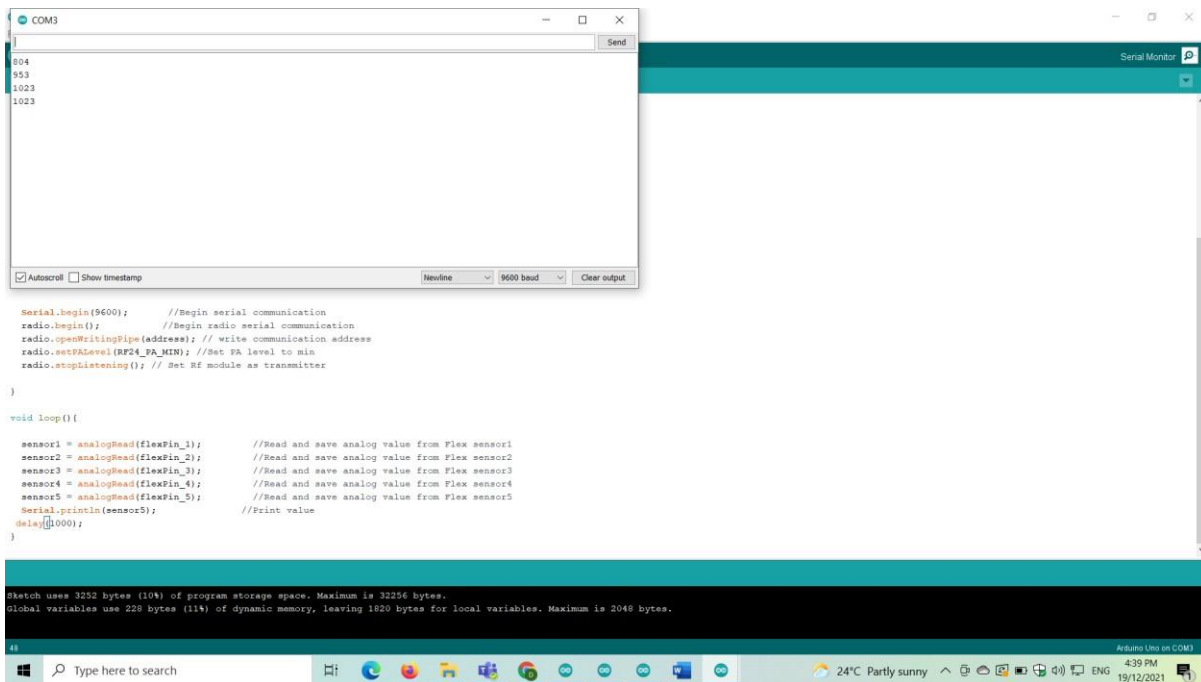 COM3
Send
Serial Monitor
804
953
1023
1023
Autoscroll Show timestamp Newline 9600 baud Clear output
Serial.begin(9600); //Begin serial communication
radio.begin(); //Begin radio serial communication
radio.openWritingPipe(address); // write communication address
radio.setPALevel(RF24_PA_MIN); //Set PA level to min
radio.stopListening(); // Set Rf module as transmitter
}
void loop(){
sensor1 = analogRead(flexPin_1); //Read and save analog value from Flex sensor1
sensor2 = analogRead(flexPin_2); //Read and save analog value from Flex sensor2
sensor3 = analogRead(flexPin_3); //Read and save analog value from Flex sensor3
sensor4 = analogRead(flexPin_4); //Read and save analog value from Flex sensor4
sensor5 = analogRead(flexPin_5); //Read and save analog value from Flex sensor5
Serial.println(sensor5); //Print value
delay(1000);
}
Sketch uses 3252 bytes (10%) of program storage space. Maximum is 32256 bytes.
Global variables use 228 bytes (11%) of dynamic memory, leaving 1820 bytes for local variables. Maximum is 2048 bytes.
48 Arduino Uno on COM3
Type here to search 24°C Partly sunny ENG 4:39 PM
19/12/2021